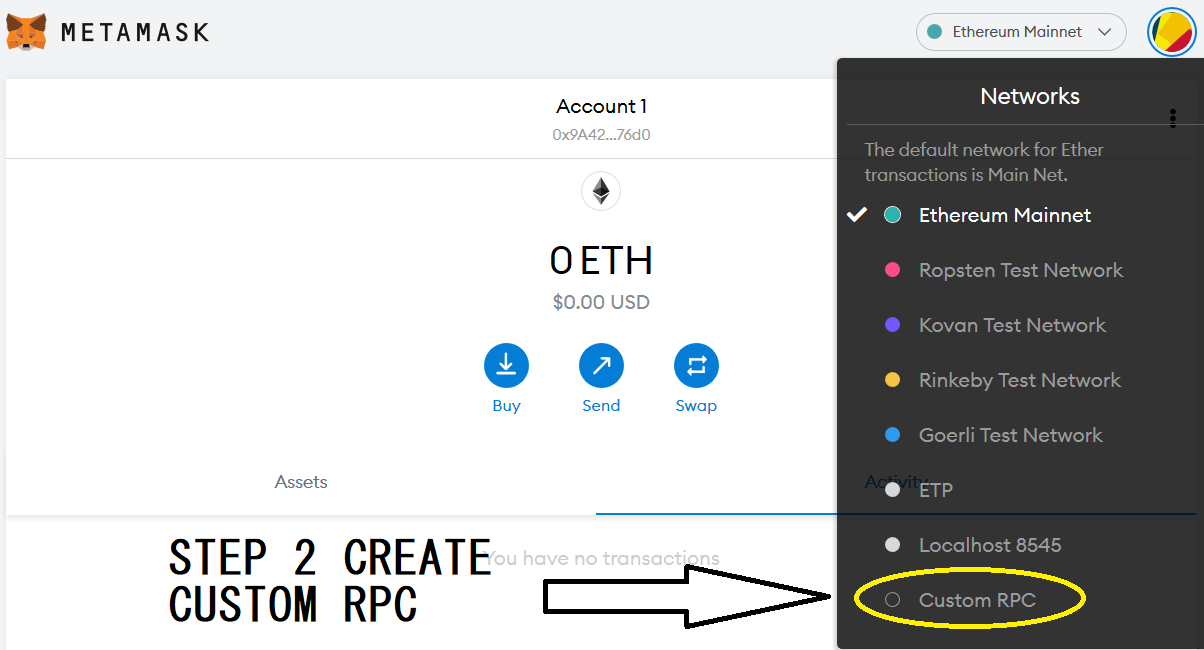 METAMASK
Ethereum Mainnet
Account 1
0x9A42...76d0
0 ETH
$0.00 USD
Buy
Send
Swap
Assets
Activity
You have no transactions
STEP 2 CREATE
CUSTOM RPC
Networks
The default network for Ether
transactions is Main Net.
Ethereum Mainnet
Ropsten Test Network
Kovan Test Network
Rinkeby Test Network
Goerli Test Network
ETP
Localhost 8545
Custom RPC